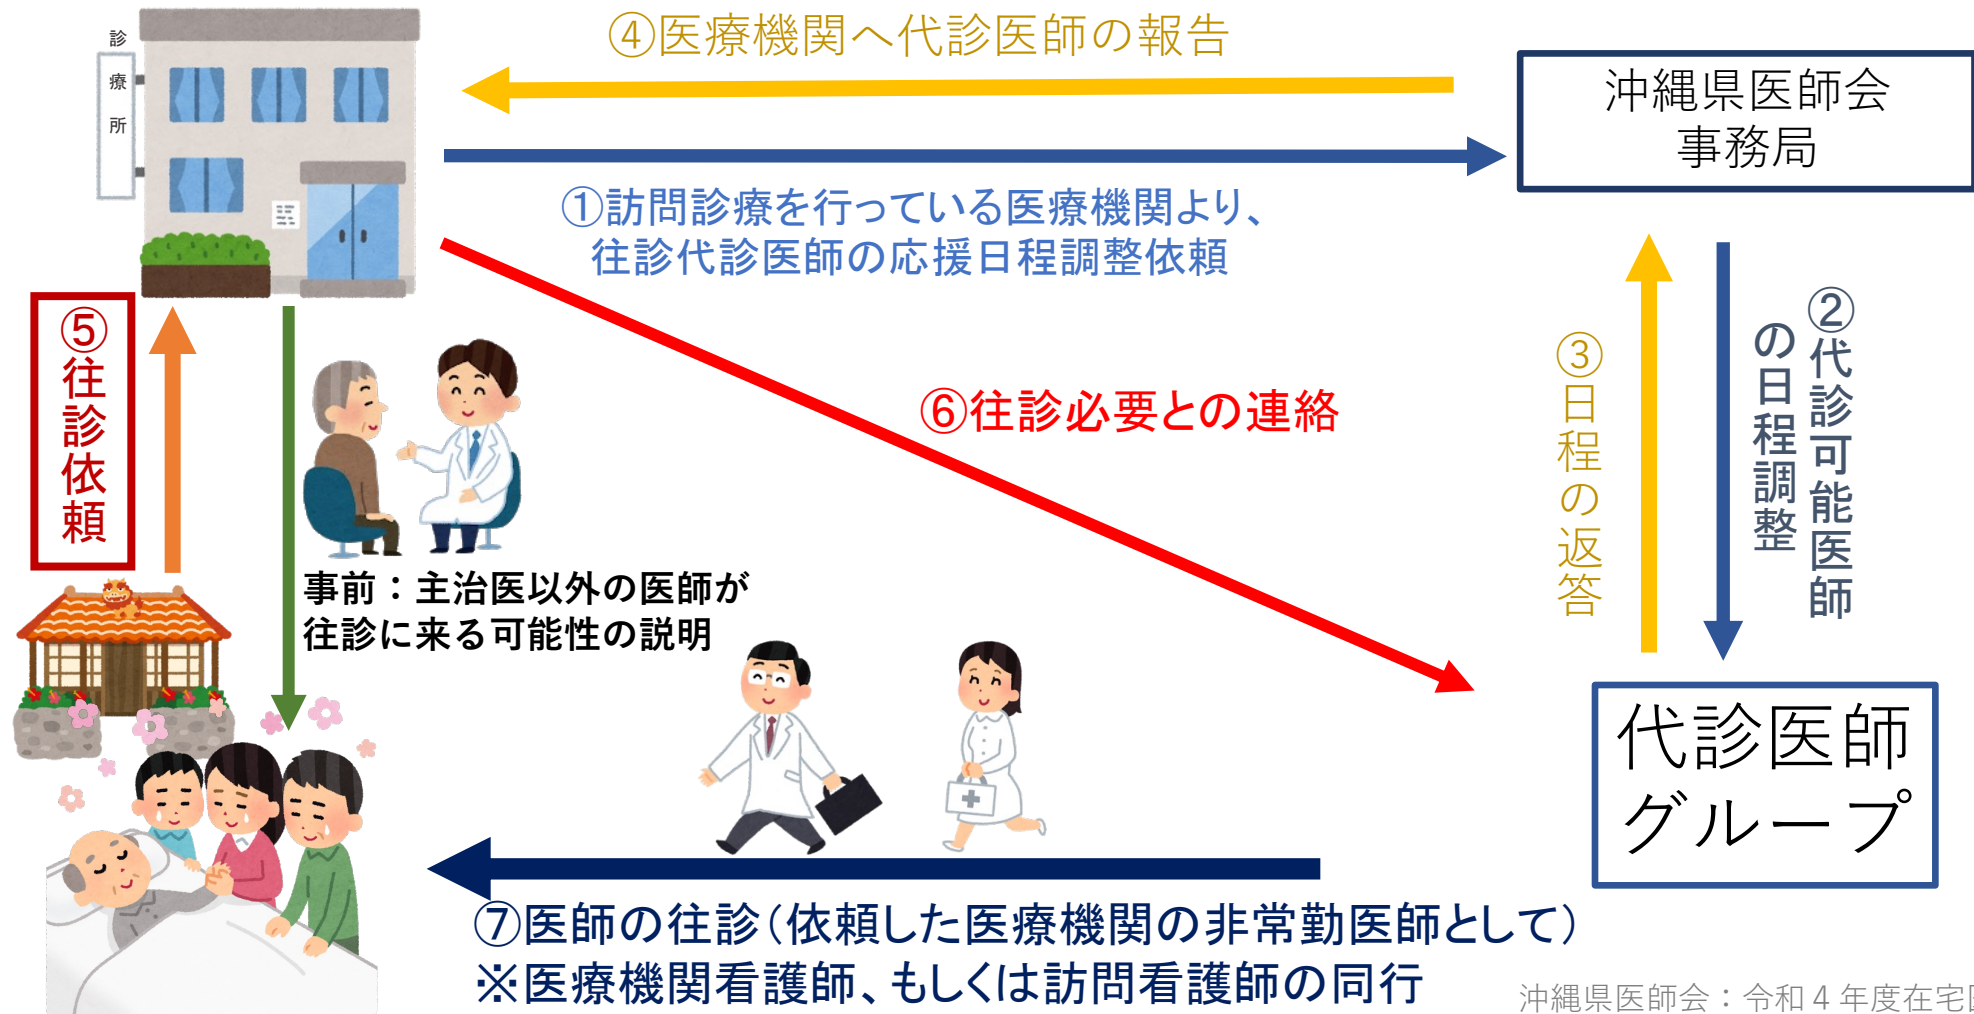 診療所
④医療機関へ代診医師の報告
沖縄県医師会
事務局
①訪問診療を行っている医療機関より、
往診代診医師の応援日程調整依頼
⑤往診依頼
⑥往診必要との連絡
③日程の返答
②代診可能医師
の日程調整
事前：主治医以外の医師が
往診に来る可能性の説明
代診医師
グループ
⑦医師の往診（依頼した医療機関の非常勤医師として）
※医療機関看護師、もしくは訪問看護師の同行
沖縄県医師会：令和４年度在宅